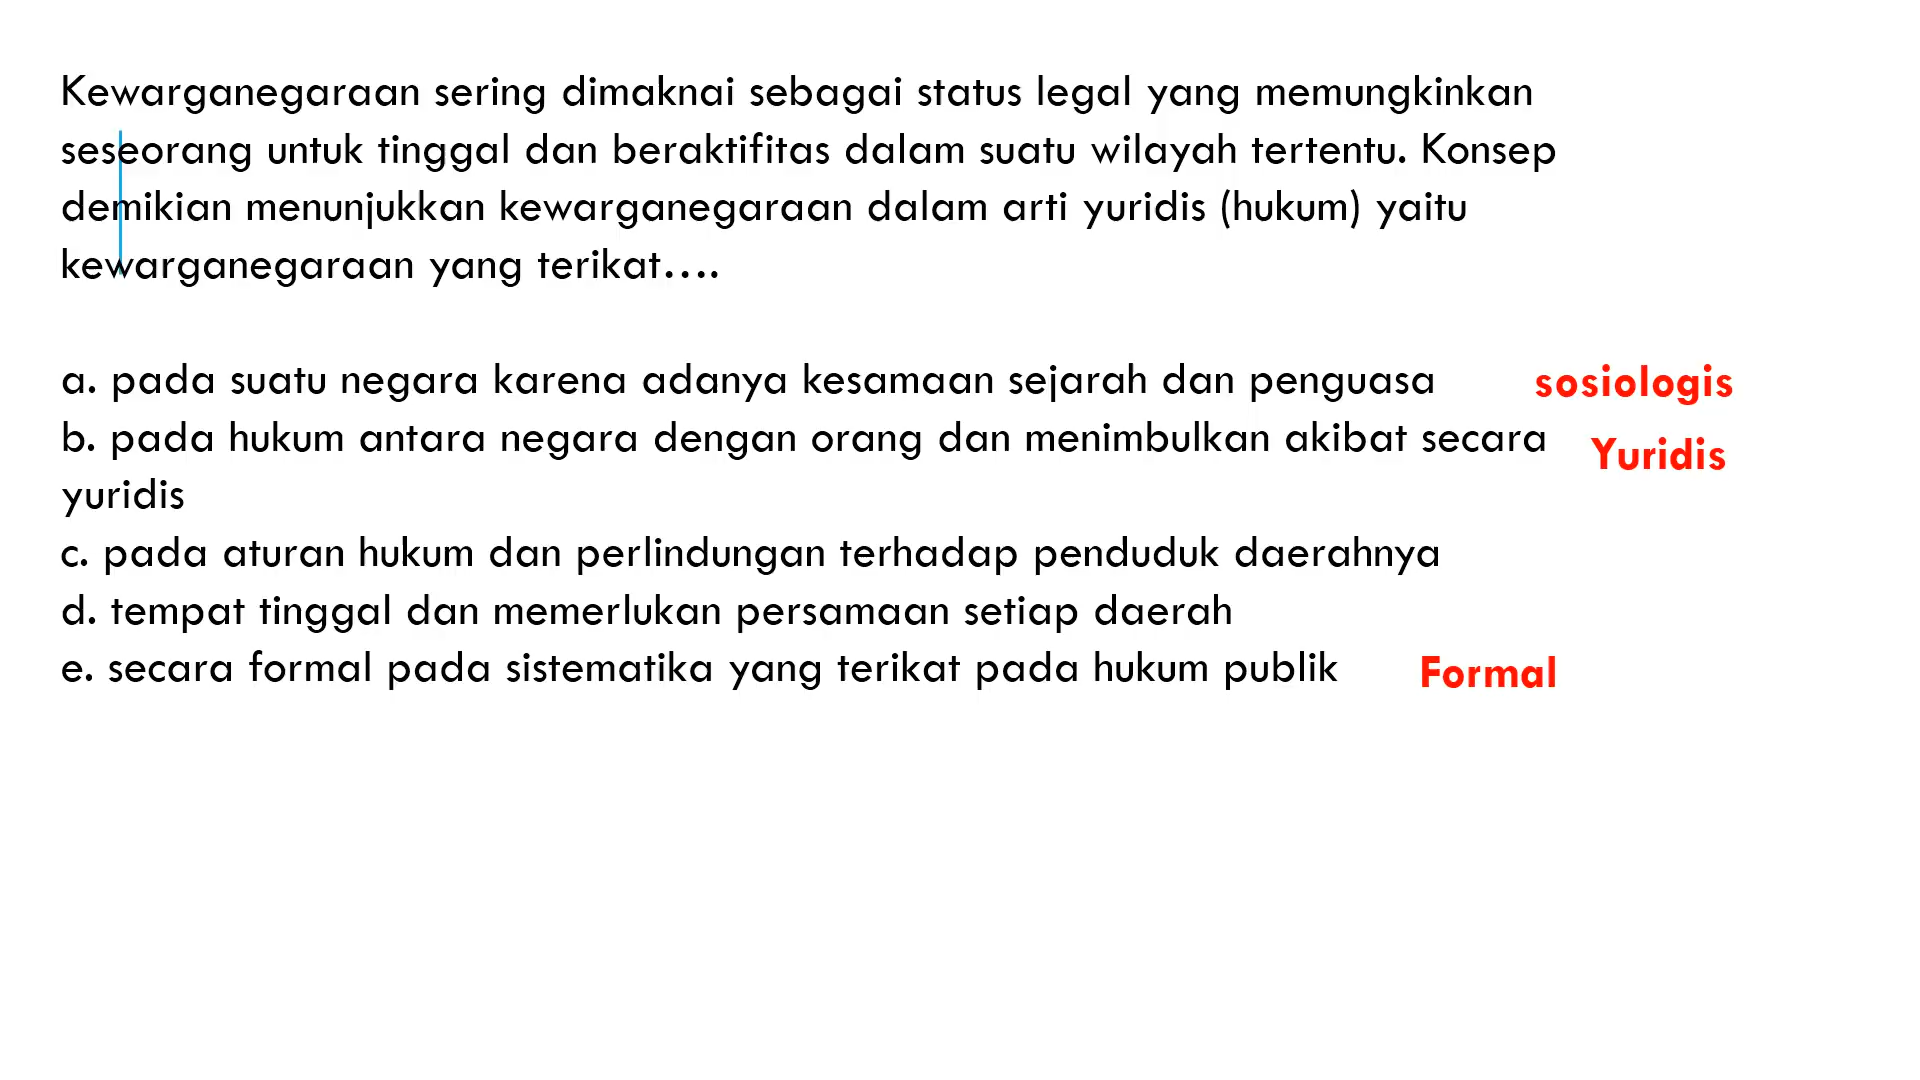 Kewarganegaraan sering dimaknai sebagai status legal yang memungkinkan
seseorang untuk tinggal dan beraktifitas dalam suatu wilayah tertentu. Konsep
demikian menunjukkan kewarganegaraan dalam arti yuridis (hukum) yaitu
kewarganegaraan yang terikat....
a. pada suatu negara karena adanya kesamaan sejarah dan penguasa sosiologis
b. pada hukum antara negara dengan orang dan menimbulkan akibat secara Yuridis
yuridis
c. pada aturan hukum dan perlindungan terhadap penduduk daerahnya
d. tempat tinggal dan memerlukan persamaan setiap daerah
e. secara formal pada sistematika yang terikat pada hukum publik Formal